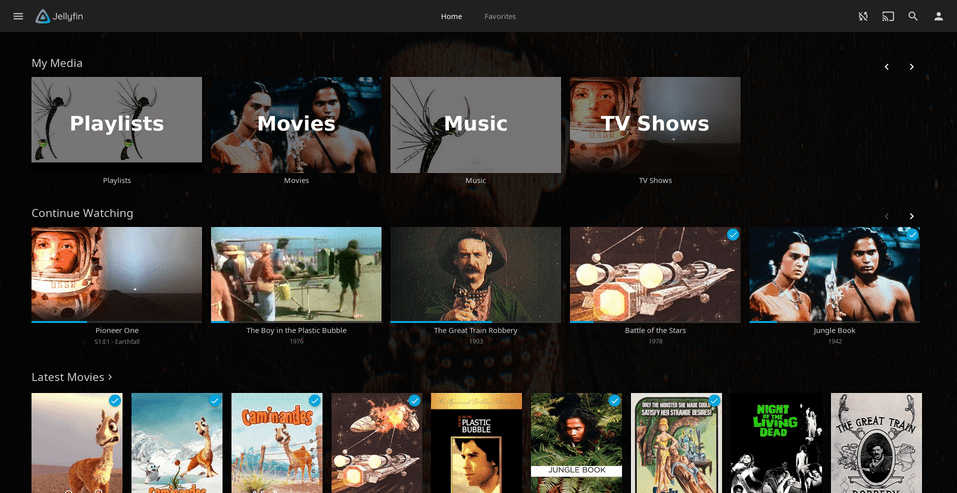 Jellyfin
Home
Favorites
My Media
Playlists
Movies
Music
TV Shows
Playlists
Movies
Music
TV Shows
Continue Watching
USSR
Pioneer One
S1:E1 - Earthfall
The Boy in the Plastic Bubble
1976
The Great Train Robbery
1903
Battle of the Stars
1978
Jungle Book
1942
Latest Movies
Caminandes
Caminandes
PLASTIC
BUBBLE
JUNGLE BOOK
ONLY THE MONSTER SHE MADE COULD
SATISFY HER STRANGE DESIRES!
NIGHT
OF THE
LIVING
DEAD
THE GREAT TRAIN
ROBBERY